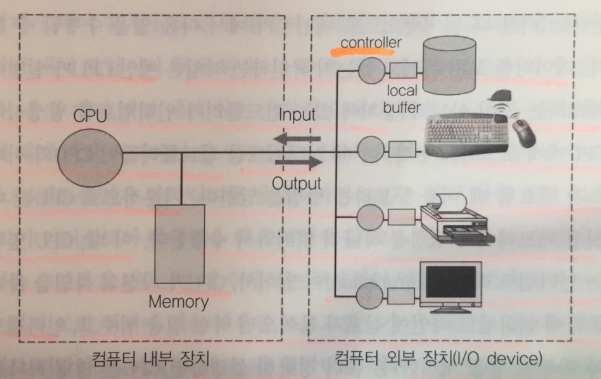 controller
local
buffer
CPU
Input
Output
Memory
컴퓨터 내부 장치
컴퓨터 외부 장치(I/O device)